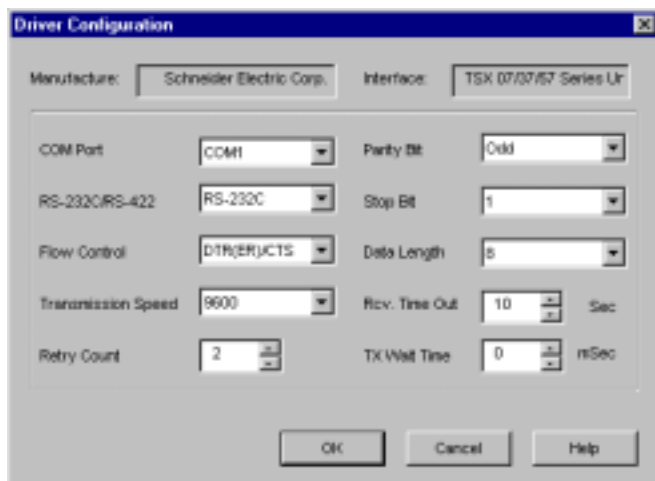 Driver Configuration
Manufacture: Schneider Electric Corp. Interface: TSX 07/37/57 Series Ur
COM Port COM1 Parity Bit Odd
RS-232C/RS-422 RS-232C Stop Bit 1
Flow Control DTR(ER)/CTS Data Length 8
Transmission Speed 9600 Rcv. Time Out 10 Sec
Retry Count 2 TX Wait Time 0 mSec
OK Cancel Help